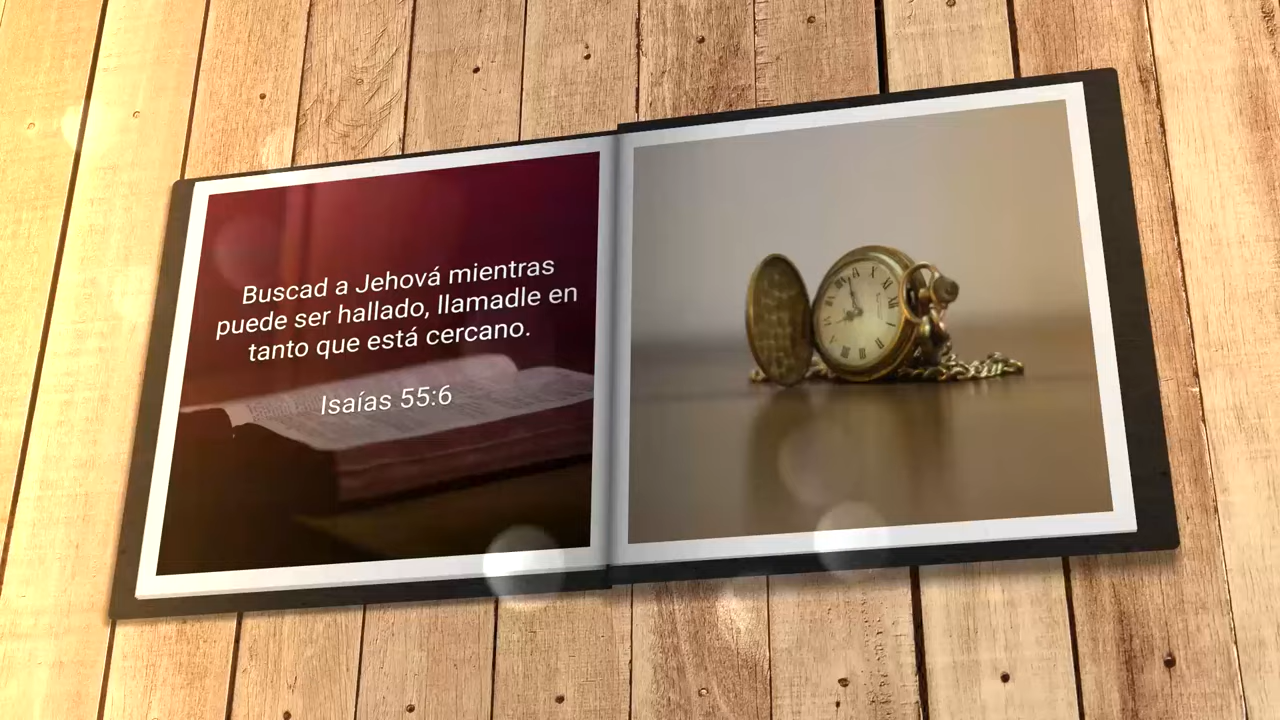 Buscad a Jehová mientras
puede ser hallado, llamadle en
tanto que está cercano.
Isaías 55:6